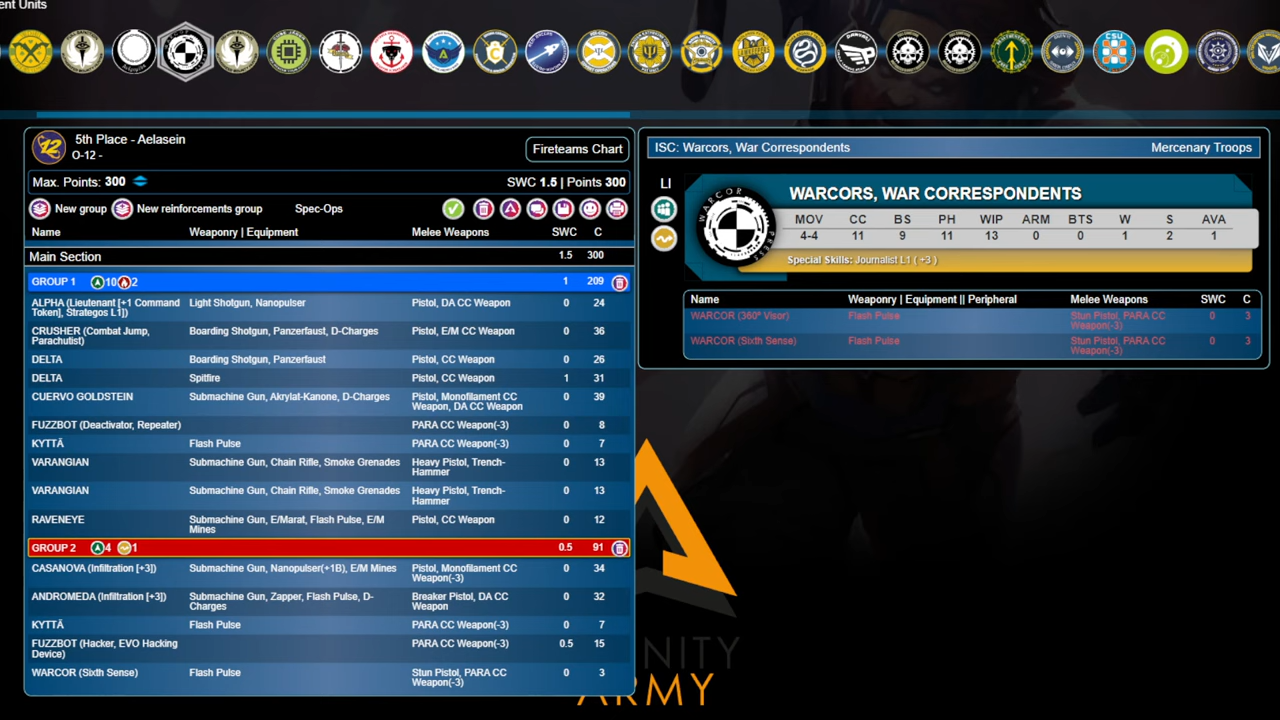 ent Units
5th Place - Aelasein
O-12 -
Fireteams Chart
Max. Points: 300
SWC 1.5 | Points 300
New group
New reinforcements group
Spec-Ops
Name Weaponry | Equipment Melee Weapons SWC C
Main Section 1.5 300
GROUP 1 10 2 1 209
ALPHA (Lieutenant [+1 Command Light Shotgun, Nanopulser Pistol, DA CC Weapon 0 24
Token], Strategos L1])
CRUSHER (Combat Jump, Boarding Shotgun, Panzerfaust, D-Charges Pistol, E/M CC Weapon 0 36
Parachutist)
DELTA Boarding Shotgun, Panzerfaust Pistol, CC Weapon 0 26
DELTA Spitfire Pistol, CC Weapon 1 31
CUERVO GOLDSTEIN Submachine Gun, Akrylat-Kanone, D-Charges Pistol, Monofilament CC 0 39
Weapon, DA CC Weapon
FUZZBOT (Deactivator, Repeater) PARA CC Weapon(-3) 0 8
KYTTÄ Flash Pulse PARA CC Weapon(-3) 0 7
VARANGIAN Submachine Gun, Chain Rifle, Smoke Grenades Heavy Pistol, Trench- 0 13
Hammer
VARANGIAN Submachine Gun, Chain Rifle, Smoke Grenades Heavy Pistol, Trench- 0 13
Hammer
RAVENEYE Submachine Gun, E/Marat, Flash Pulse, E/M Pistol, CC Weapon 0 12
Mines
GROUP 2 4 1 0.5 91
CASANOVA (Infiltration [+3]) Submachine Gun, Nanopulser(+1B), E/M Mines Pistol, Monofilament CC 0 34
Weapon(-3)
ANDROMEDA (Infiltration [+3]) Submachine Gun, Zapper, Flash Pulse, D- Breaker Pistol, DA CC 0 32
Charges Weapon
KYTTÄ Flash Pulse PARA CC Weapon(-3) 0 7
FUZZBOT (Hacker, EVO Hacking PARA CC Weapon(-3) 0.5 15
Device)
WARCOR (Sixth Sense) Flash Pulse Stun Pistol, PARA CC 0 3
Weapon(-3)
ISC: Warcors, War Correspondents Mercenary Troops
LI
WARCOR PRESS
WARCORS, WAR CORRESPONDENTS
MOV CC BS PH WIP ARM BTS W S AVA
4-4 11 9 11 13 0 0 1 2 1
Special Skills: Journalist L1 ( +3 )
Name Weaponry | Equipment || Peripheral Melee Weapons SWC C
WARCOR (360º Visor) Flash Pulse Stun Pistol, PARA CC 0 3
Weapon(-3)
WARCOR (Sixth Sense) Flash Pulse Stun Pistol, PARA CC 0 3
Weapon(-3)
NITY
ARMY